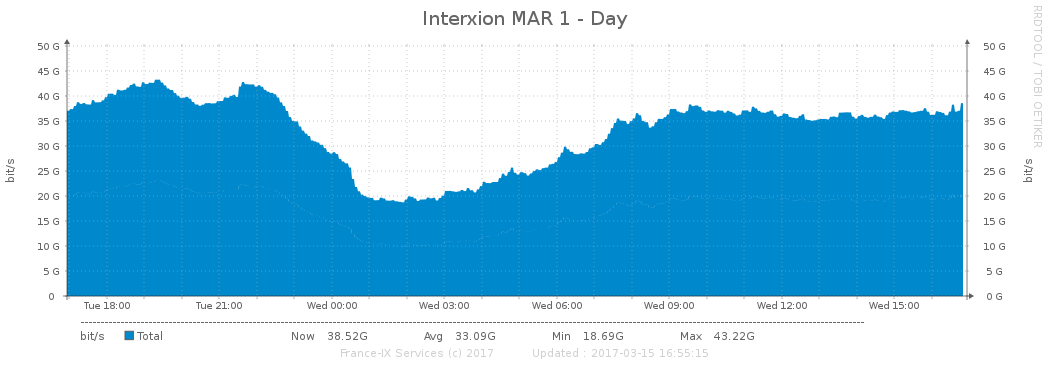 Interxion MAR 1 - Day
RRDTOOL / TOBI OETIKER
bit/s
50 G
45 G
40 G
35 G
30 G
25 G
20 G
15 G
10 G
5 G
0
50 G
45 G
40 G
35 G
30 G
25 G
20 G
15 G
10 G
5 G
0 G
bit/s
Tue 18:00 Tue 21:00 Wed 00:00 Wed 03:00 Wed 06:00 Wed 09:00 Wed 12:00 Wed 15:00
bit/s Total Now 38.52G Avg 33.09G Min 18.69G Max 43.22G
France-IX Services (c) 2017 Updated : 2017-03-15 16:55:15